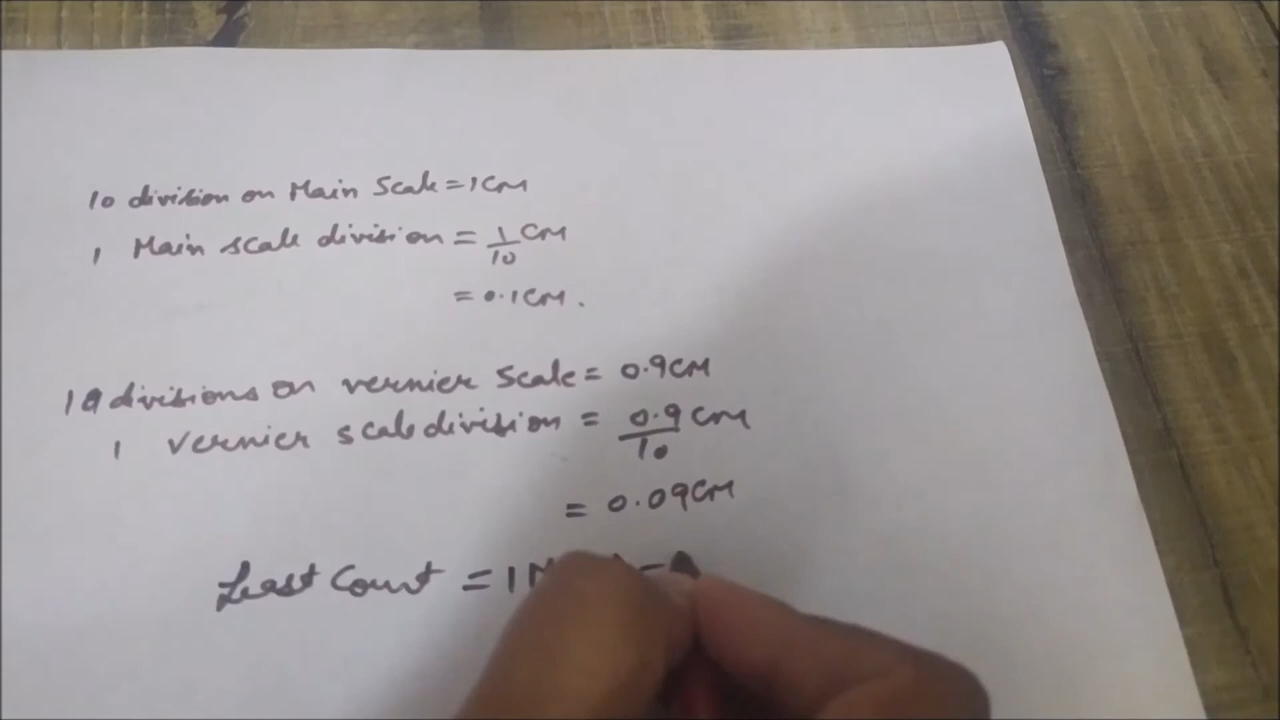 10 division on Main Scale = 1CM
1 Main scale division = 1/10 CM
= 0.1CM.
10 divisions on vernier Scale = 0.9CM
1 vernier scale division = 0.9/10 CM
= 0.09CM
Least Count = 1